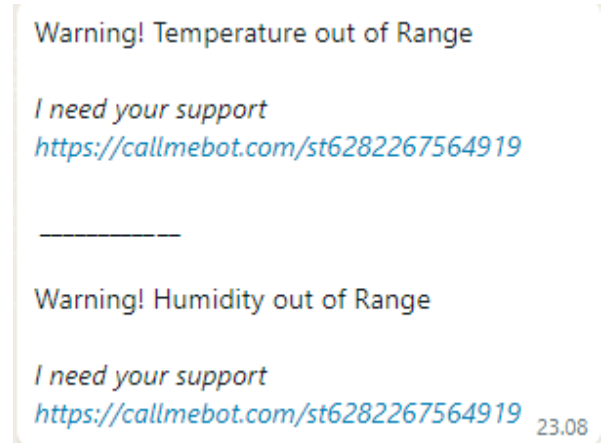 Warning! Temperature out of Range
I need your support
https://callmebot.com/st6282267564919
____________
Warning! Humidity out of Range
I need your support
https://callmebot.com/st6282267564919
23.08